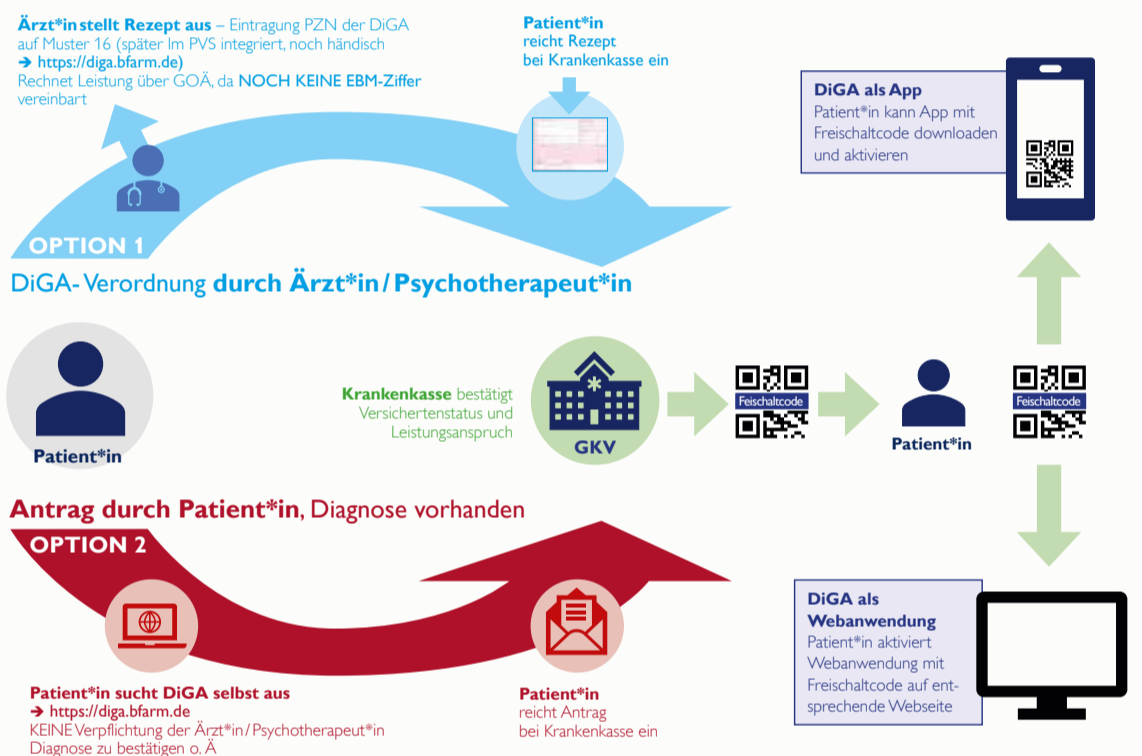 Ärzt*in stellt Rezept aus – Eintragung PZN der DiGA
auf Muster 16 (später Im PVS integriert, noch händisch
➔ https://diga.bfarm.de)
Rechnet Leistung über GOÄ, da NOCH KEINE EBM-Ziffer
vereinbart
Patient*in
reicht Rezept
bei Krankenkasse ein
OPTION 1
DiGA- Verordnung durch Ärzt*in / Psychotherapeut*in
DiGA als App
Patient*in kann App mit
Freischaltcode downloaden
und aktivieren
Patient*in
Krankenkasse bestätigt
Versichertenstatus und
Leistungsanspruch
GKV
Feischaltcode
Patient*in
Feischaltcode
Antrag durch Patient*in, Diagnose vorhanden
OPTION 2
Patient*in sucht DiGA selbst aus
➔ https://diga.bfarm.de
KEINE Verpflichtung der Ärzt*in / Psychotherapeut*in
Diagnose zu bestätigen o. Ä
Patient*in
reicht Antrag
bei Krankenkasse ein
DiGA als
Webanwendung
Patient*in aktiviert
Webanwendung mit
Freischaltcode auf ent-
sprechende Webseite